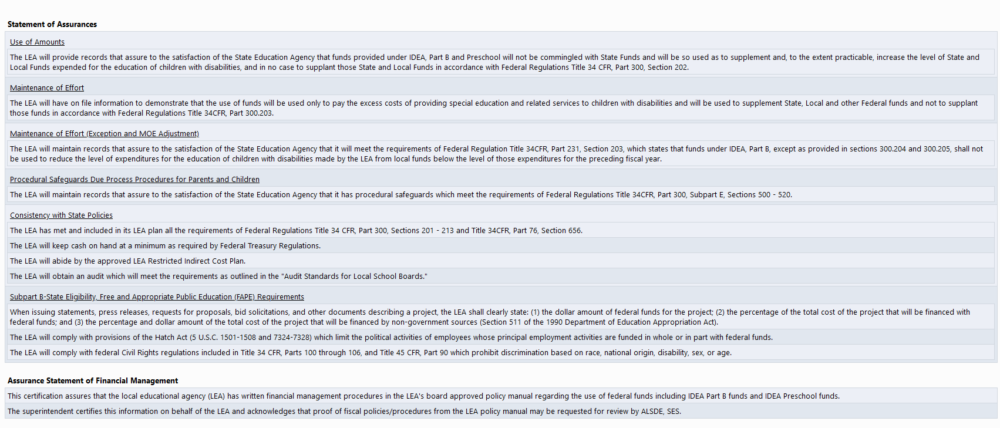 Statement of Assurances
Use of Amounts
The LEA will provide records that assure to the satisfaction of the State Education Agency that funds provided under IDEA, Part B and Preschool will not be commingled with State Funds and will be so used as to supplement and, to the extent practicable, increase the level of State and
Local Funds expended for the education of children with disabilities, and in no case to supplant those State and Local Funds in accordance with Federal Regulations Title 34 CFR, Part 300, Section 202.
Maintenance of Effort
The LEA will have on file information to demonstrate that the use of funds will be used only to pay the excess costs of providing special education and related services to children with disabilities and will be used to supplement State, Local and other Federal funds and not to supplant
those funds in accordance with Federal Regulations Title 34CFR, Part 300.203.
Maintenance of Effort (Exception and MOE Adjustment)
The LEA will maintain records that assure to the satisfaction of the State Education Agency that it will meet the requirements of Federal Regulation Title 34CFR, Part 231, Section 203, which states that funds under IDEA, Part B, except as provided in sections 300.204 and 300.205, shall not
be used to reduce the level of expenditures for the education of children with disabilities made by the LEA from local funds below the level of those expenditures for the preceding fiscal year.
Procedural Safeguards Due Process Procedures for Parents and Children
The LEA will maintain records that assure to the satisfaction of the State Education Agency that it has procedural safeguards which meet the requirements of Federal Regulations Title 34CFR, Part 300, Subpart E, Sections 500 - 520.
Consistency with State Policies
The LEA has met and included in its LEA plan all the requirements of Federal Regulations Title 34 CFR, Part 300, Sections 201 - 213 and Title 34CFR, Part 76, Section 656.
The LEA will keep cash on hand at a minimum as required by Federal Treasury Regulations.
The LEA will abide by the approved LEA Restricted Indirect Cost Plan.
The LEA will obtain an audit which will meet the requirements as outlined in the "Audit Standards for Local School Boards."
Subpart B-State Eligibility, Free and Appropriate Public Education (FAPE) Requirements
When issuing statements, press releases, requests for proposals, bid solicitations, and other documents describing a project, the LEA shall clearly state: (1) the dollar amount of federal funds for the project; (2) the percentage of the total cost of the project that will be financed with
federal funds; and (3) the percentage and dollar amount of the total cost of the project that will be financed by non-government sources (Section 511 of the 1990 Department of Education Appropriation Act).
The LEA will comply with provisions of the Hatch Act (5 U.S.C. 1501-1508 and 7324-7328) which limit the political activities of employees whose principal employment activities are funded in whole or in part with federal funds.
The LEA will comply with federal Civil Rights regulations included in Title 34 CFR, Parts 100 through 106, and Title 45 CFR, Part 90 which prohibit discrimination based on race, national origin, disability, sex, or age.
Assurance Statement of Financial Management
This certification assures that the local educational agency (LEA) has written financial management procedures in the LEA's board approved policy manual regarding the use of federal funds including IDEA Part B funds and IDEA Preschool funds.
The superintendent certifies this information on behalf of the LEA and acknowledges that proof of fiscal policies/procedures from the LEA policy manual may be requested for review by ALSDE, SES.